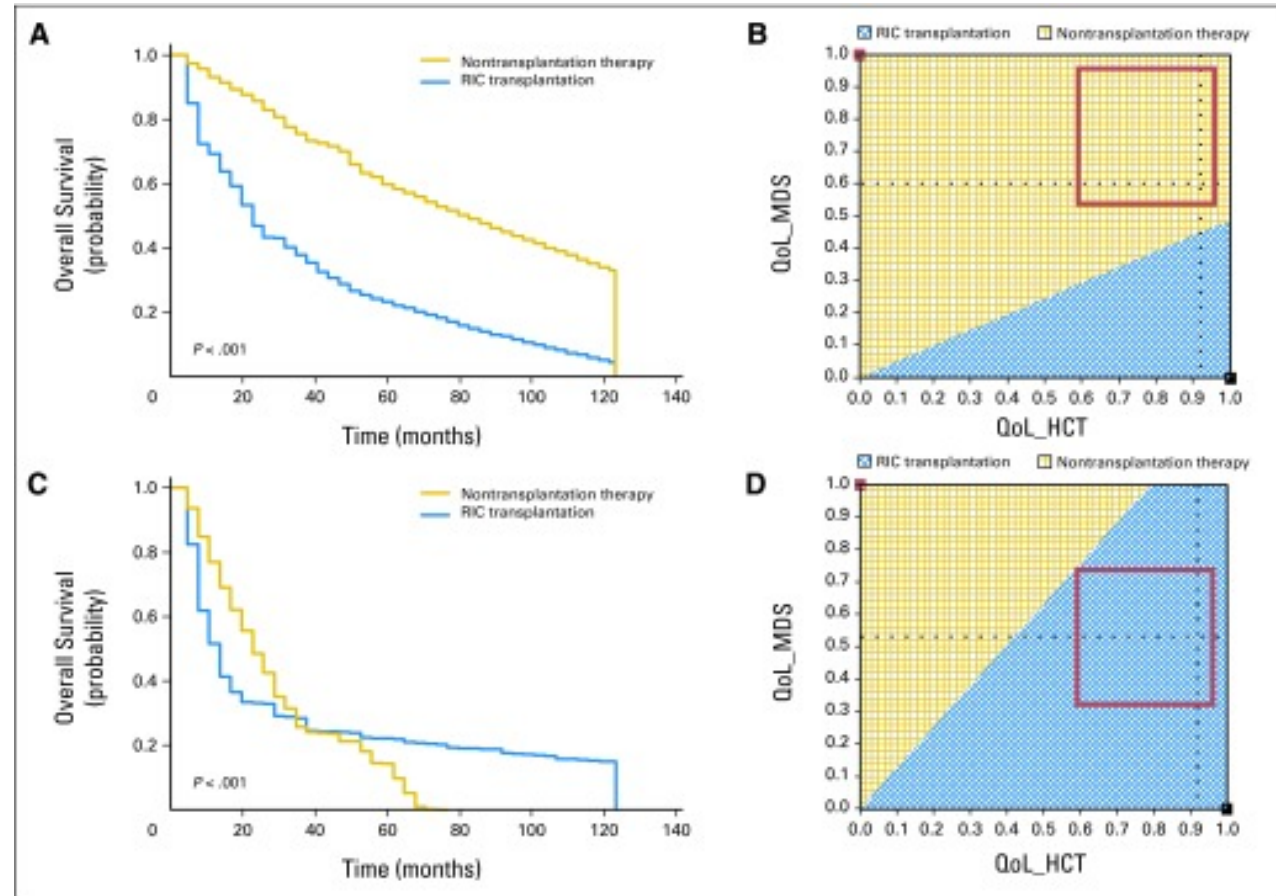 A
1.0
0.8
0.6
0.4
0.2
Overall Survival
(probability)
Nontransplantation therapy
RIC transplantation
P < .001
0 20 40 60 80 100 120 140
Time (months)
B
RIC transplantation Nontransplantation therapy
1.0
0.9
0.8
0.7
0.6
0.5
0.4
0.3
0.2
0.1
0.0
QoL_MDS
0.0 0.1 0.2 0.3 0.4 0.5 0.6 0.7 0.8 0.9 1.0
QoL_HCT
C
1.0
0.8
0.6
0.4
0.2
Overall Survival
(probability)
Nontransplantation therapy
RIC transplantation
P < .001
0 20 40 60 80 100 120 140
Time (months)
D
RIC transplantation Nontransplantation therapy
1.0
0.9
0.8
0.7
0.6
0.5
0.4
0.3
0.2
0.1
0.0
QoL_MDS
0.0 0.1 0.2 0.3 0.4 0.5 0.6 0.7 0.8 0.9 1.0
QoL_HCT